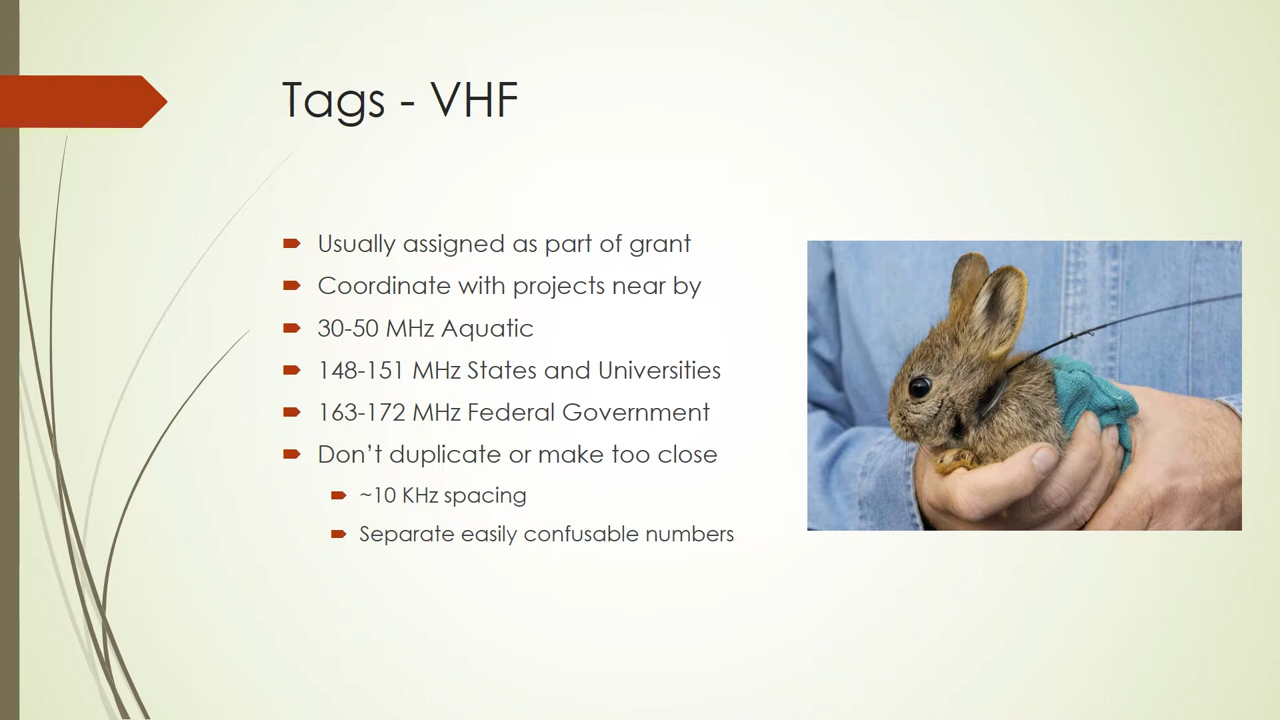 Tags - VHF
Usually assigned as part of grant
Coordinate with projects near by
30-50 MHz Aquatic
148-151 MHz States and Universities
163-172 MHz Federal Government
Don’t duplicate or make too close
~10 KHz spacing
Separate easily confusable numbers